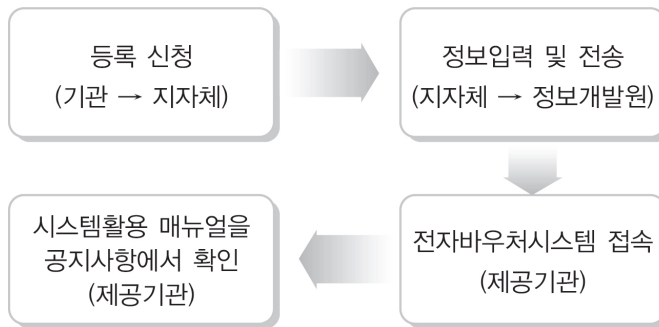 등록 신청
(기관 → 지자체)
정보입력 및 전송
(지자체 → 정보개발원)
전자바우처시스템 접속
(제공기관)
시스템활용 매뉴얼을
공지사항에서 확인
(제공기관)